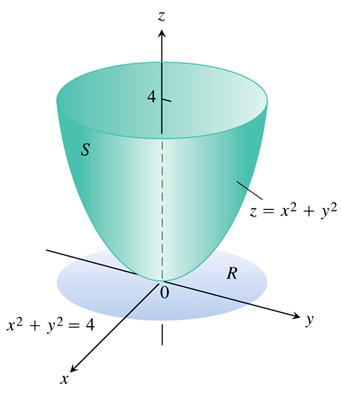 z
4
S
z = x² + y²
R
0
x² + y² = 4
y
x